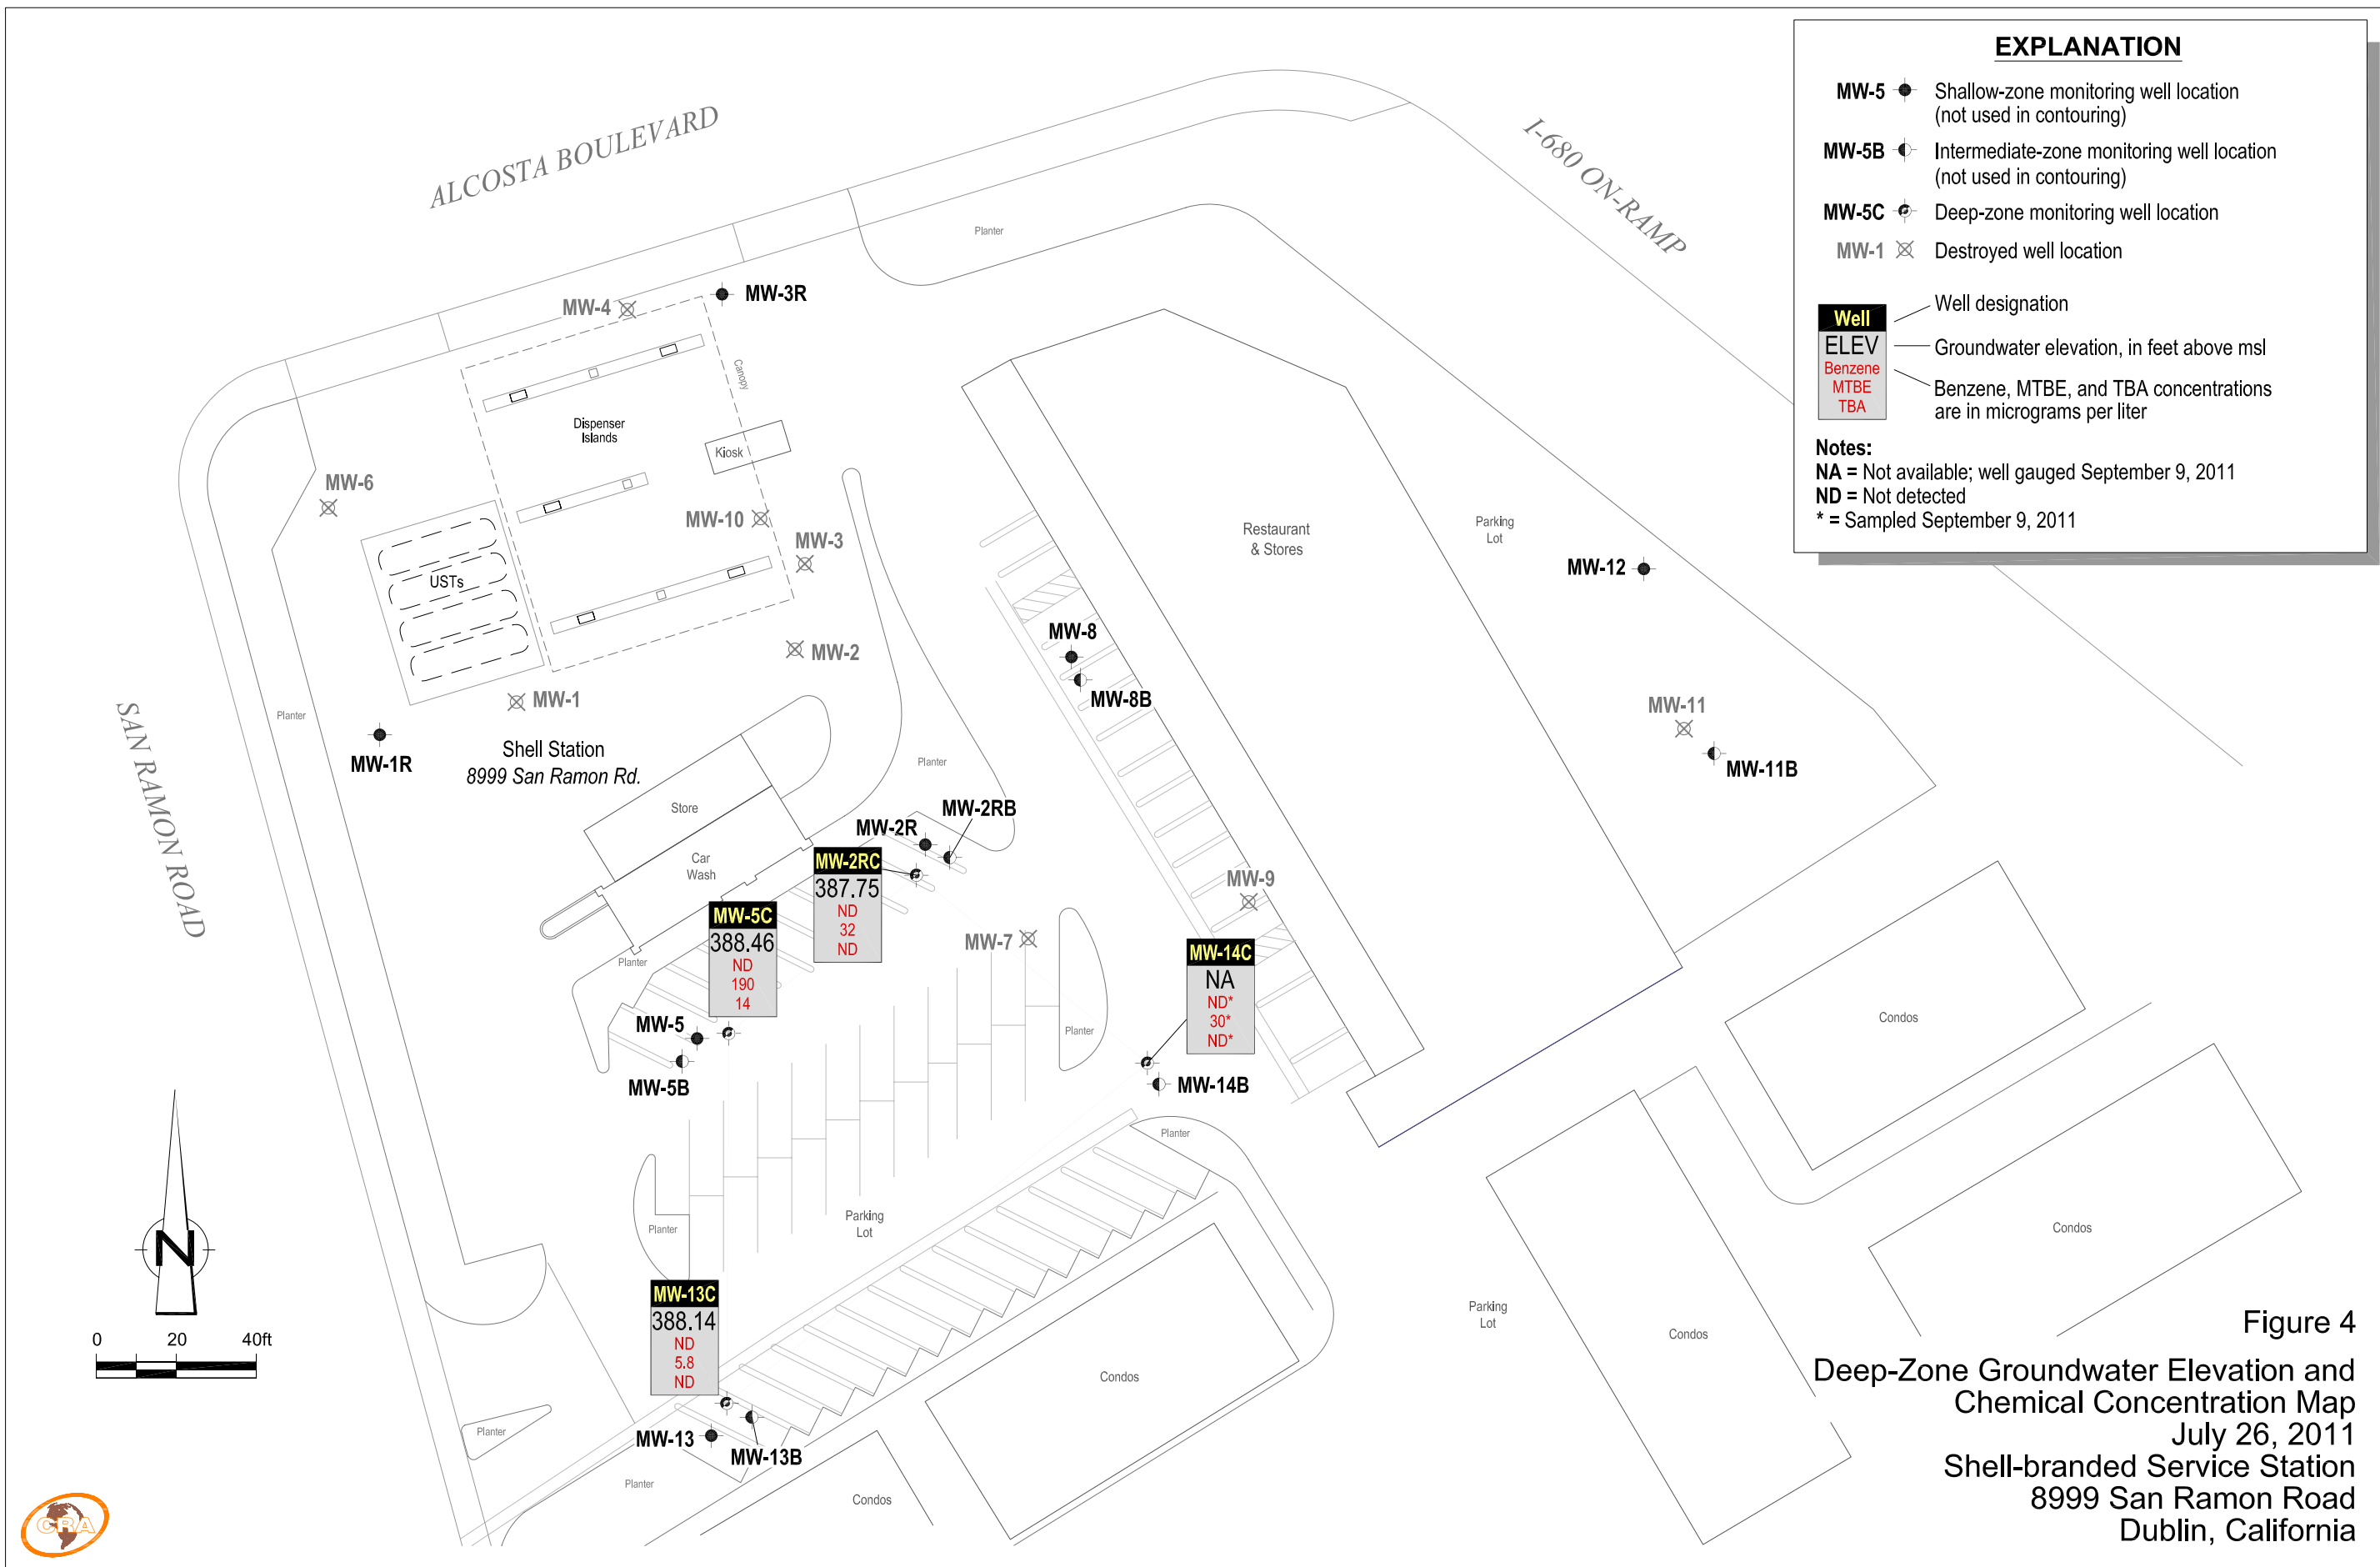 EXPLANATION
MW-5
Shallow-zone monitoring well location
(not used in contouring)
MW-5B
Intermediate-zone monitoring well location
(not used in contouring)
MW-5C
Deep-zone monitoring well location
MW-1
Destroyed well location
Well
ELEV
Benzene
MTBE
TBA
Well designation
Groundwater elevation, in feet above msl
Benzene, MTBE, and TBA concentrations
are in micrograms per liter
Notes:
NA = Not available; well gauged September 9, 2011
ND = Not detected
* = Sampled September 9, 2011
ALCOSTA BOULEVARD
I-680 ON-RAMP
SAN RAMON ROAD
Planter
MW-4
MW-3R
Canopy
Dispenser
Islands
Kiosk
MW-6
MW-10
MW-3
USTs
MW-2
MW-1
Planter
MW-1R
Shell Station
8999 San Ramon Rd.
Restaurant
& Stores
Parking
Lot
MW-12
MW-8
MW-8B
MW-11
MW-11B
Planter
Store
Car
Wash
MW-2RB
MW-2R
MW-2RC
387.75
ND
32
ND
MW-5C
388.46
ND
190
14
Planter
MW-5
MW-5B
MW-7
MW-9
MW-14C
NA
ND*
30*
ND*
Planter
MW-14B
Planter
Condos
Condos
Condos
Parking
Lot
Planter
Parking
Lot
MW-13C
388.14
ND
5.8
ND
MW-13
MW-13B
Condos
Condos
Planter
Planter
N
0 20 40ft
CRA
Figure 4
Deep-Zone Groundwater Elevation and
Chemical Concentration Map
July 26, 2011
Shell-branded Service Station
8999 San Ramon Road
Dublin, California